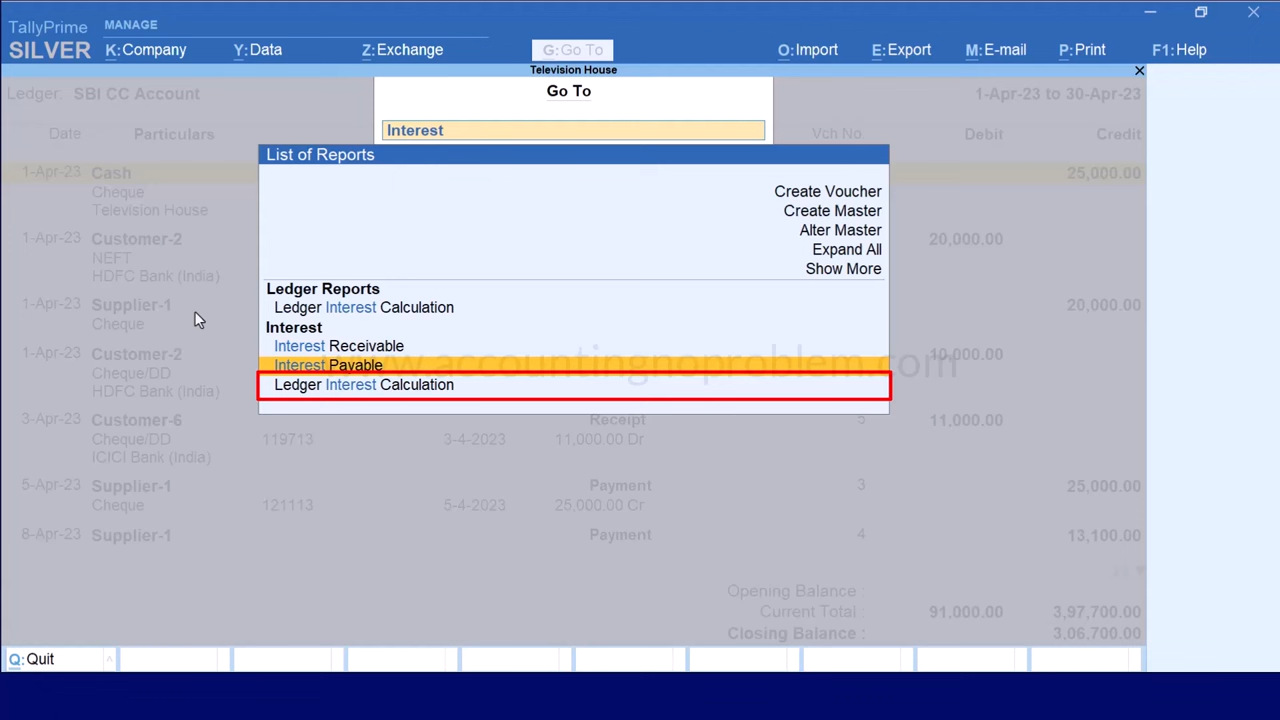 TallyPrime MANAGE
SILVER K:Company Y:Data Z:Exchange G:Go To O:Import E:Export M:E-mail P:Print F1:Help
Television House
Ledger: SBI CC Account Go To 1-Apr-23 to 30-Apr-23
Date Particulars Interest Vch No Debit Credit
List of Reports
1-Apr-23 Cash 25,000.00
Cheque Create Voucher
Television House Create Master
Alter Master
1-Apr-23 Customer-2 20,000.00
NEFT Expand All
HDFC Bank (India) Show More
Ledger Reports
1-Apr-23 Supplier-1 Ledger Interest Calculation 20,000.00
Cheque Interest
Interest Receivable
1-Apr-23 Customer-2 10,000.00
www.accountingnoproblem.com
Cheque/DD Interest Payable
HDFC Bank (India) Ledger Interest Calculation
3-Apr-23 Customer-6 Receipt 5 11,000.00
Cheque/DD 119713 3-4-2023 11,000.00 Dr
ICICI Bank (India)
5-Apr-23 Supplier-1 Payment 3 25,000.00
Cheque 121113 5-4-2023 25,000.00 Cr
8-Apr-23 Supplier-1 Payment 4 13,100.00
Opening Balance :
Current Total : 91,000.00 3,97,700.00
Closing Balance : 3,06,700.00
Q:Quit